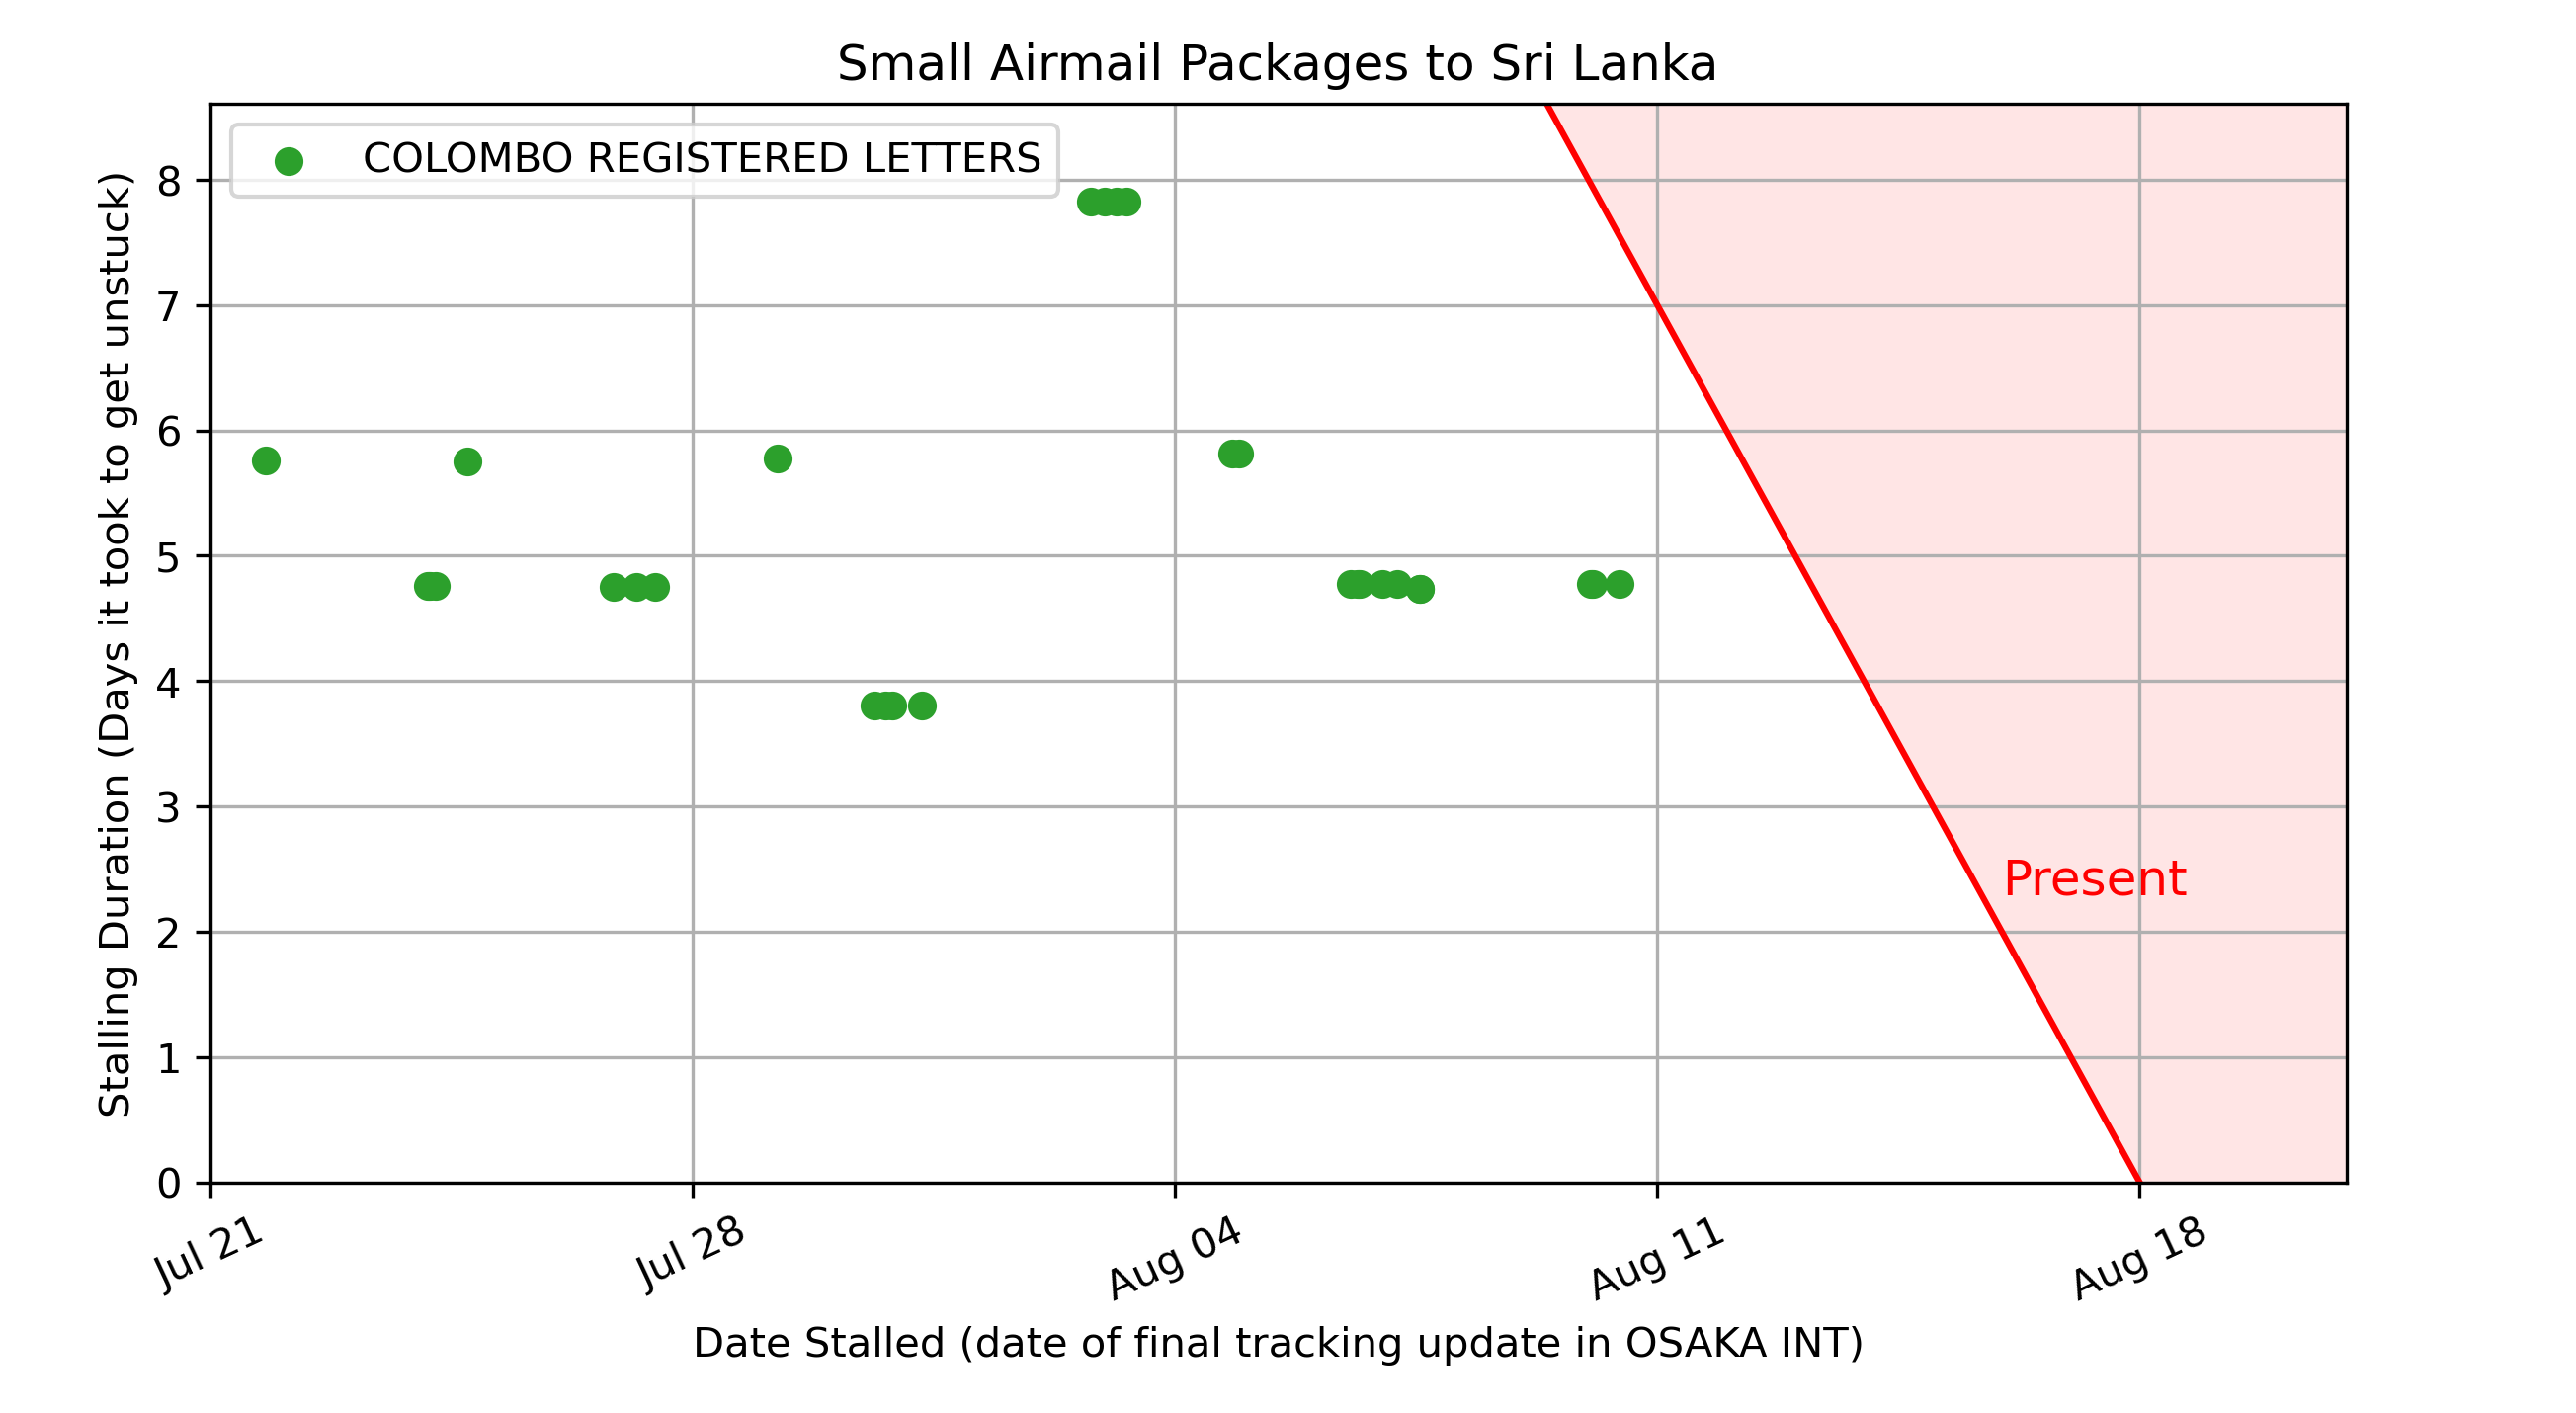 Small Airmail Packages to Sri Lanka
COLOMBO REGISTERED LETTERS
Stalling Duration (Days it took to get unstuck)
8
7
6
5
4
3
2
1
0
Present
Jul 21
Jul 28
Aug 04
Aug 11
Aug 18
Date Stalled (date of final tracking update in OSAKA INT)